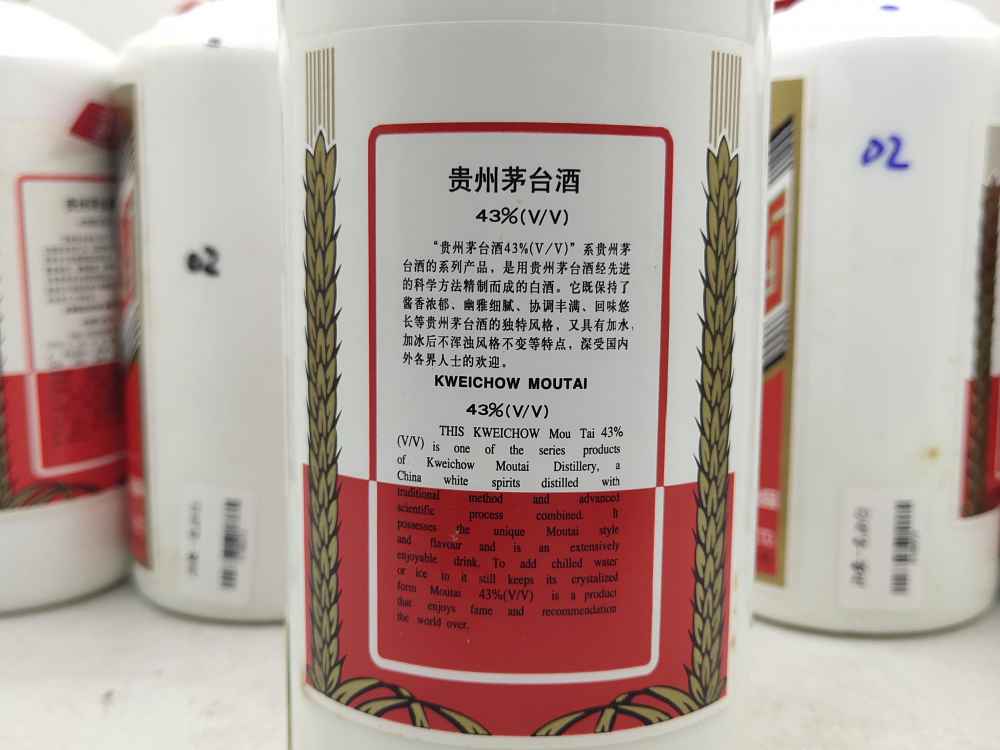 贵州茅台酒
43%(V/V)
“贵州茅台酒43%(V/V)”系贵州茅
台酒的系列产品，是用贵州茅台酒经先进
的科学方法精制而成的白酒。它既保持了
酱香浓郁、幽雅细腻、协调丰满、回味悠
长等贵州茅台酒的独特风格，又具有加水，
加冰后不浑浊风格不变等特点，深受国内
外各界人士的欢迎。
KWEICHOW MOUTAI
43%(V/V)
THIS KWEICHOW Mou Tai 43%
(V/V) is one of the series products
of Kweichow Moutai Distillery, a
China white spirits distilled with
traditional method and advanced
scientific process combined. It
possesses the unique Moutai style
and flavour and is an extensively
enjoyable drink. To add chilled water
or ice to it still keeps its crystalized
form Moutai 43%(V/V) is a product
that enjoys fame and recommendation
the world over.
02
02